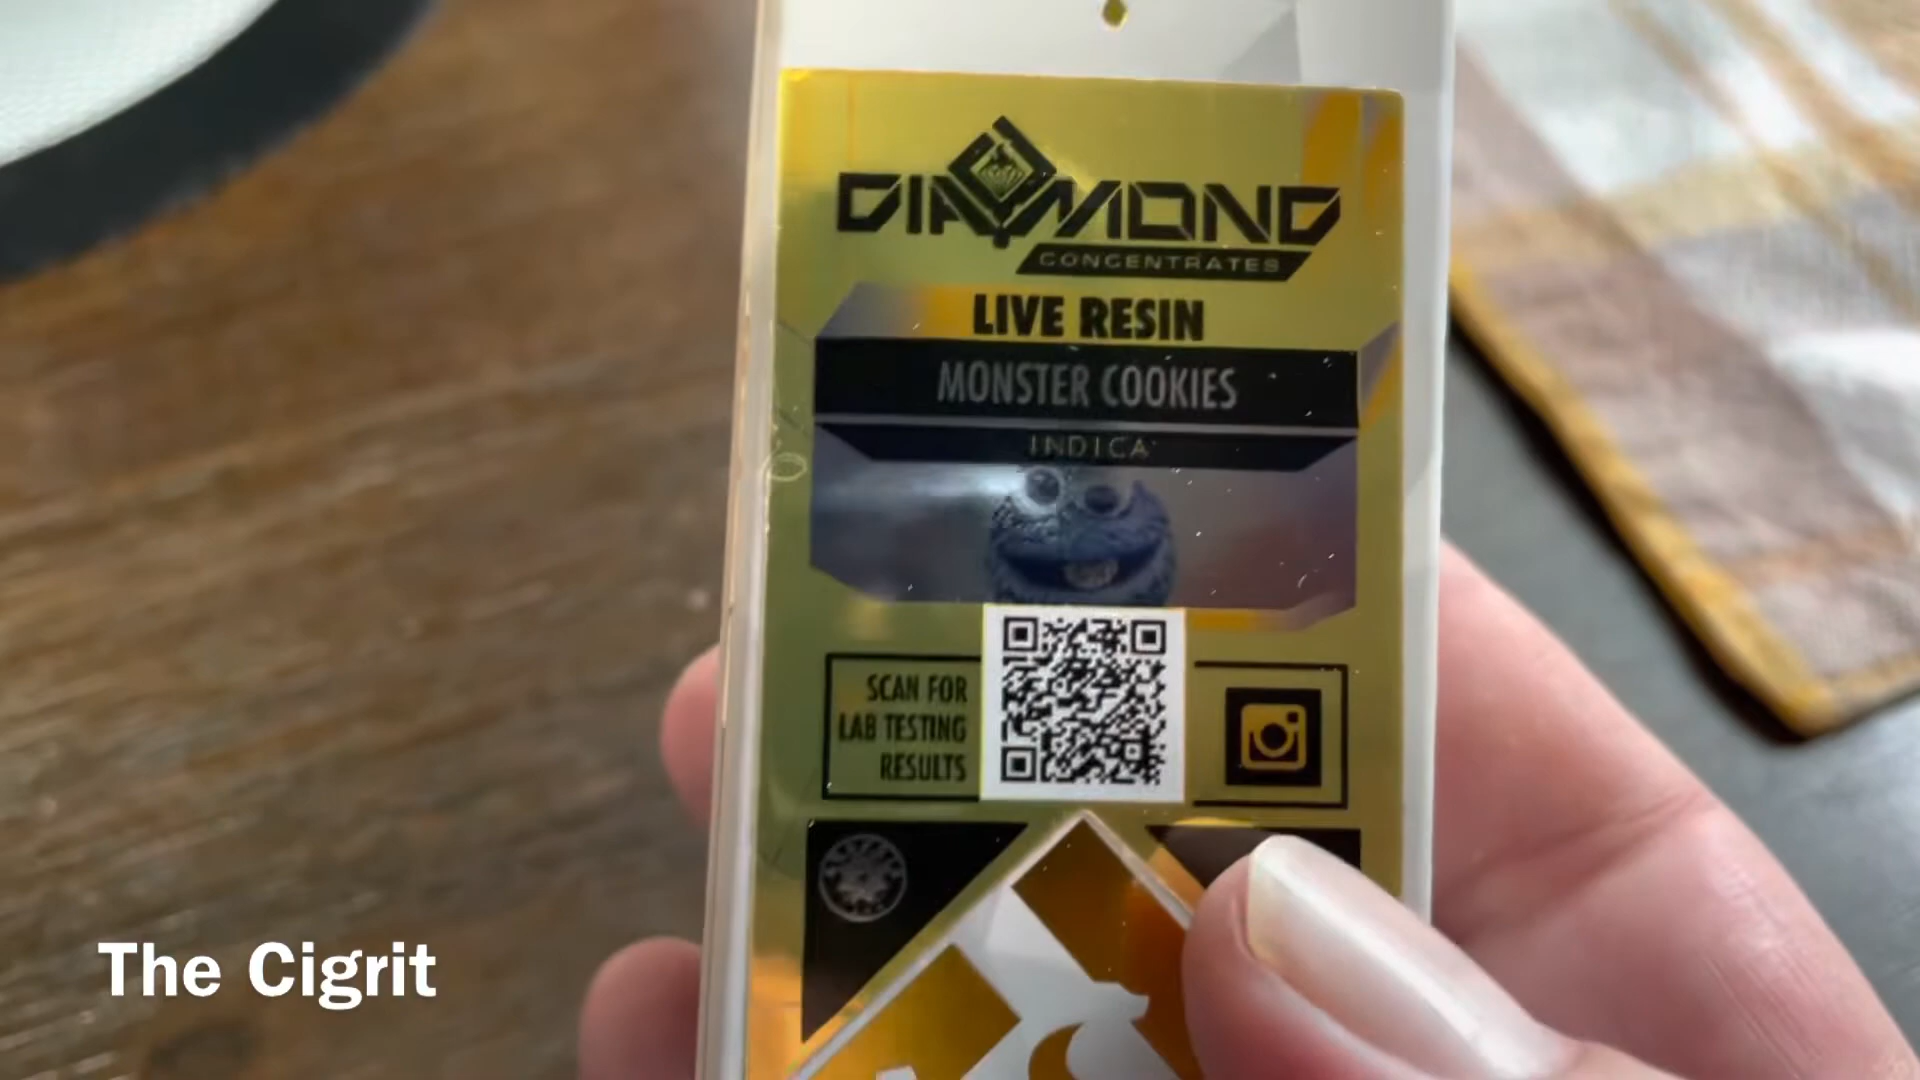 DIAMOND
CONCENTRATES
LIVE RESIN
MONSTER COOKIES
INDICA
SCAN FOR
LAB TESTING
RESULTS
The Cigrit